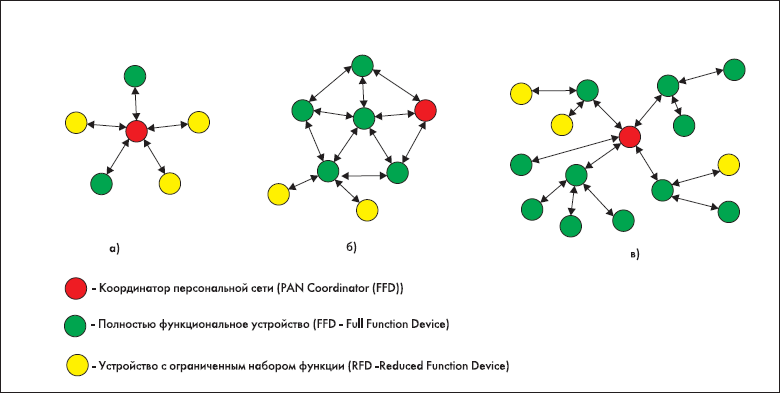 а)
б)
в)
- Координатор персональной сети (PAN Coordinator (FFD))
- Полностью функциональное устройство (FFD - Full Function Device)
- Устройство с ограниченным набором функции (RFD -Reduced Function Device)